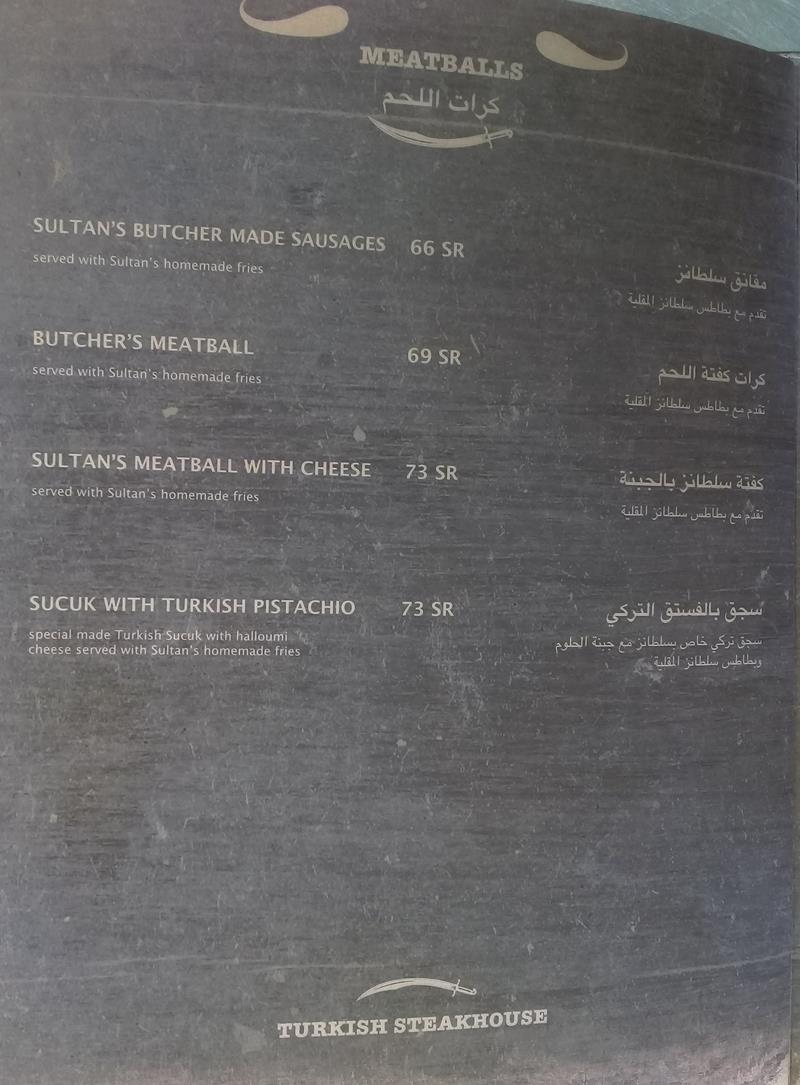 MEATBALLS
كرات اللحم
SULTAN'S BUTCHER MADE SAUSAGES 66 SR
served with Sultan's homemade fries
مقانق سلطانز
تقدم مع بطاطس سلطانز المقلية
BUTCHER'S MEATBALL 69 SR
served with Sultan's homemade fries
كرات كفتة اللحم
تقدم مع بطاطس سلطانز المقلية
SULTAN'S MEATBALL WITH CHEESE 73 SR
served with Sultan's homemade fries
كفتة سلطانز بالجبنة
تقدم مع بطاطس سلطانز المقلية
SUCUK WITH TURKISH PISTACHIO 73 SR
special made Turkish Sucuk with halloumi
cheese served with Sultan's homemade fries
سجق بالفستق التركي
سجق تركي خاص بسلطانز مع جبنة الحلوم
وبطاطس سلطانز المقلية
TURKISH STEAKHOUSE